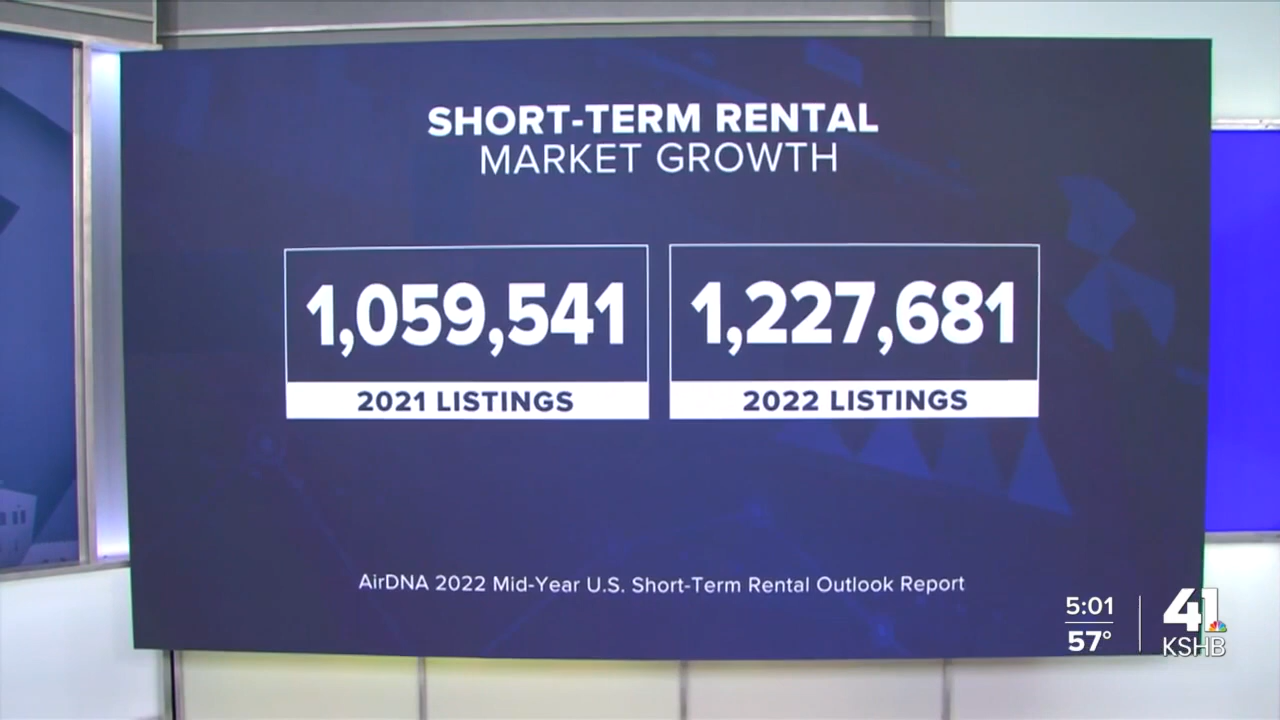 SHORT-TERM RENTAL
MARKET GROWTH
1,059,541
2021 LISTINGS
1,227,681
2022 LISTINGS
AirDNA 2022 Mid-Year U.S. Short-Term Rental Outlook Report
5:01
57°
41
KSHB